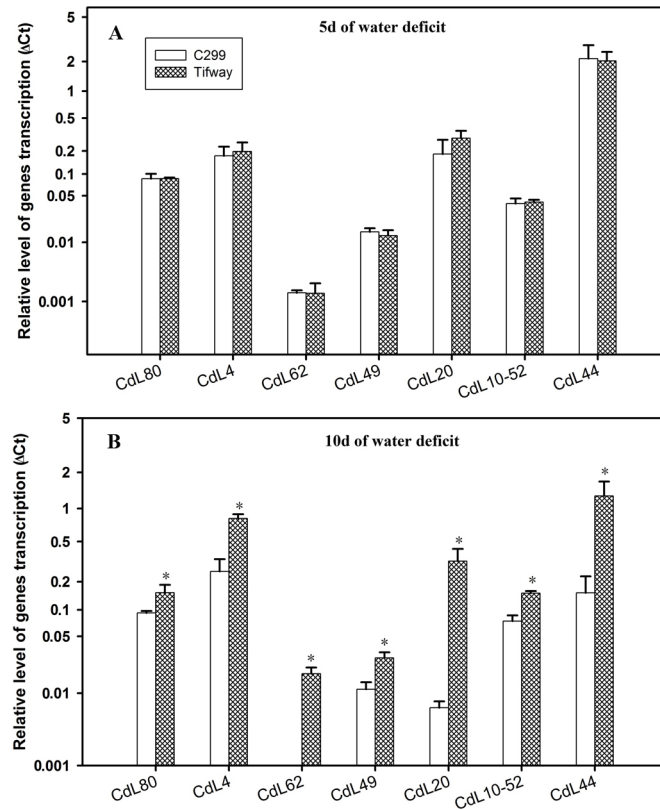 A
5d of water deficit
C299
Tifway
Relative level of genes transcription (ΔCt)
5
2
1
0.5
0.2
0.1
0.05
0.01
0.001
CdL80
CdL4
CdL62
CdL49
CdL20
CdL10-52
CdL44
B
10d of water deficit
Relative level of genes transcription (ΔCt)
5
2
1
0.5
0.2
0.1
0.05
0.01
0.001
*
*
*
*
*
*
*
CdL80
CdL4
CdL62
CdL49
CdL20
CdL10-52
CdL44